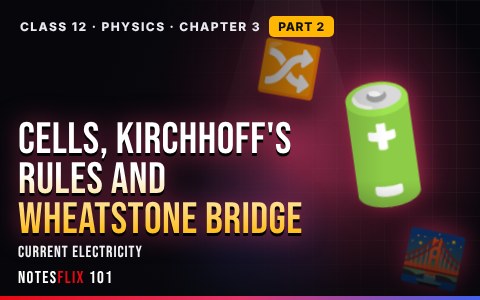 CLASS 12 · PHYSICS · CHAPTER 3 PART 2
CELLS, KIRCHHOFF'S
RULES AND
WHEATSTONE BRIDGE
CURRENT ELECTRICITY
NOTESFLIX 101